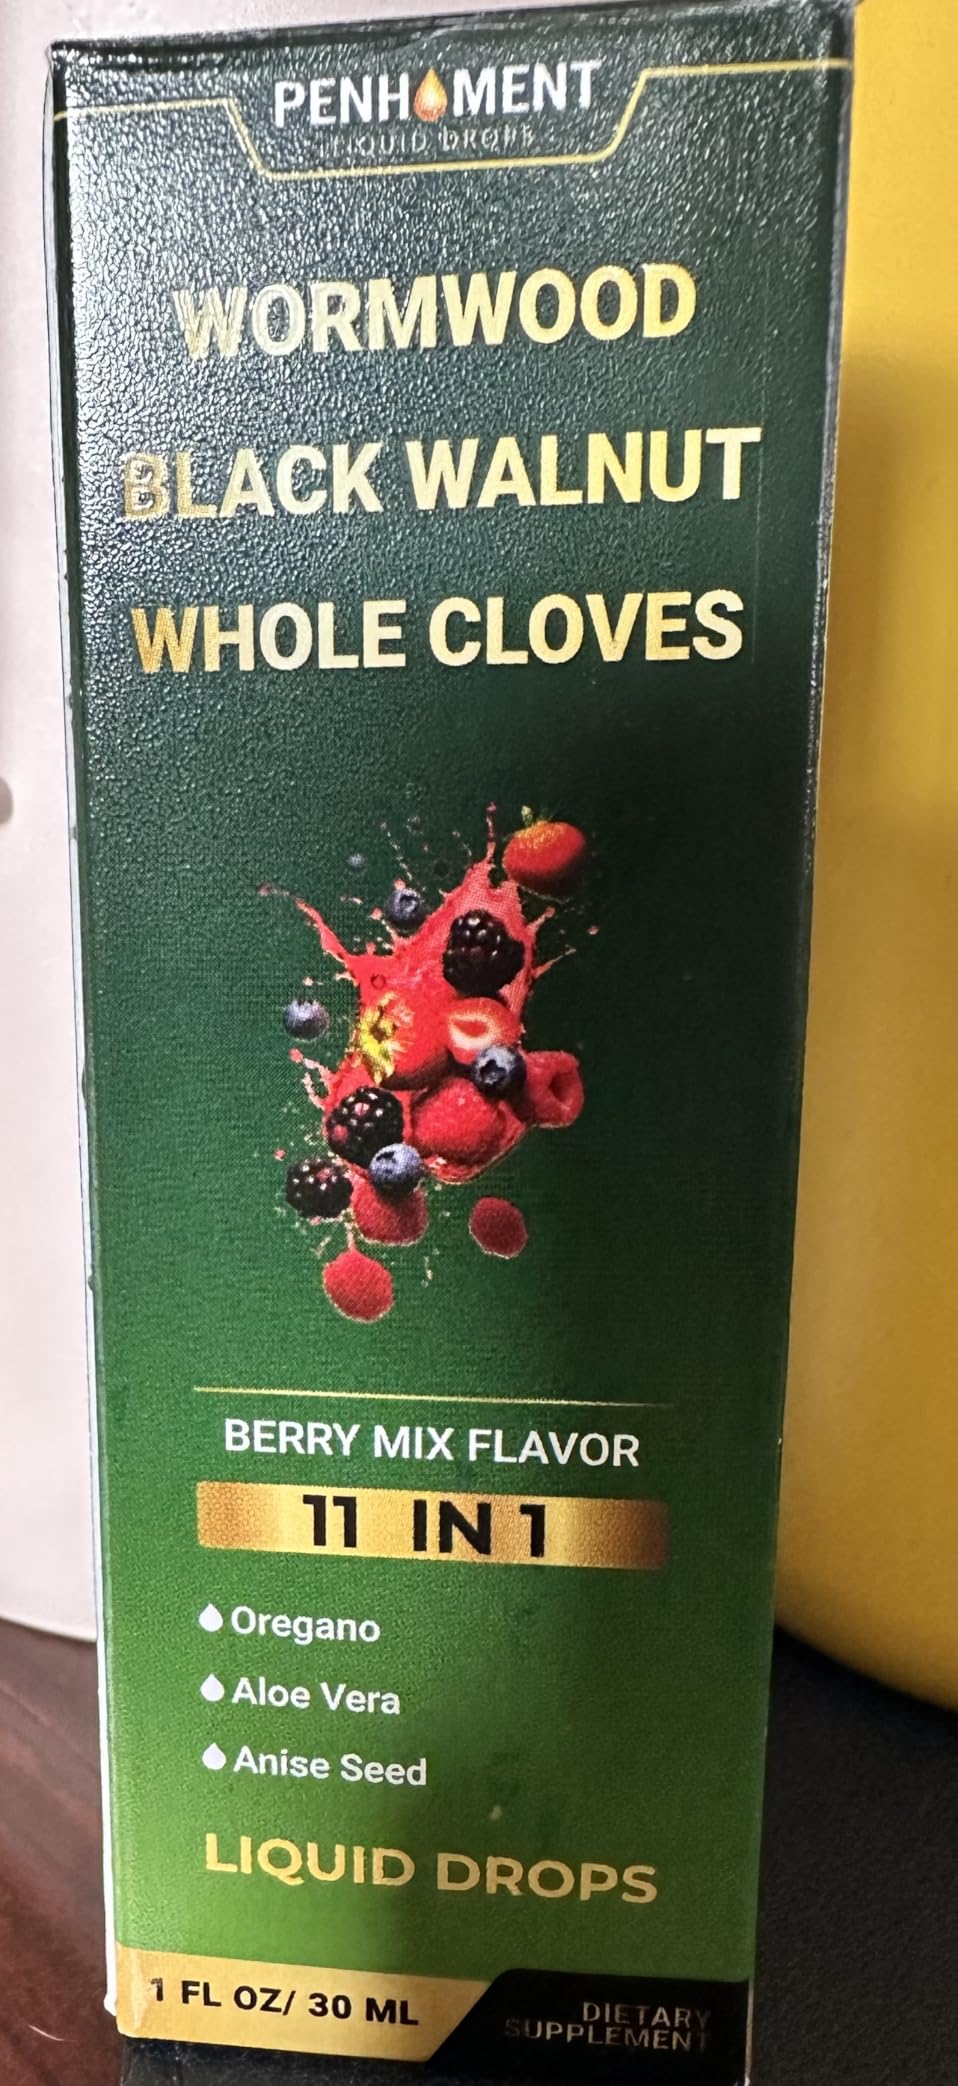 PENHAMENT
LIQUID DROPS
WORMWOOD
BLACK WALNUT
WHOLE CLOVES
BERRY MIX FLAVOR
11 IN 1
Oregano
Aloe Vera
Anise Seed
LIQUID DROPS
1 FL OZ/ 30 ML
DIETARY
SUPPLEMENT